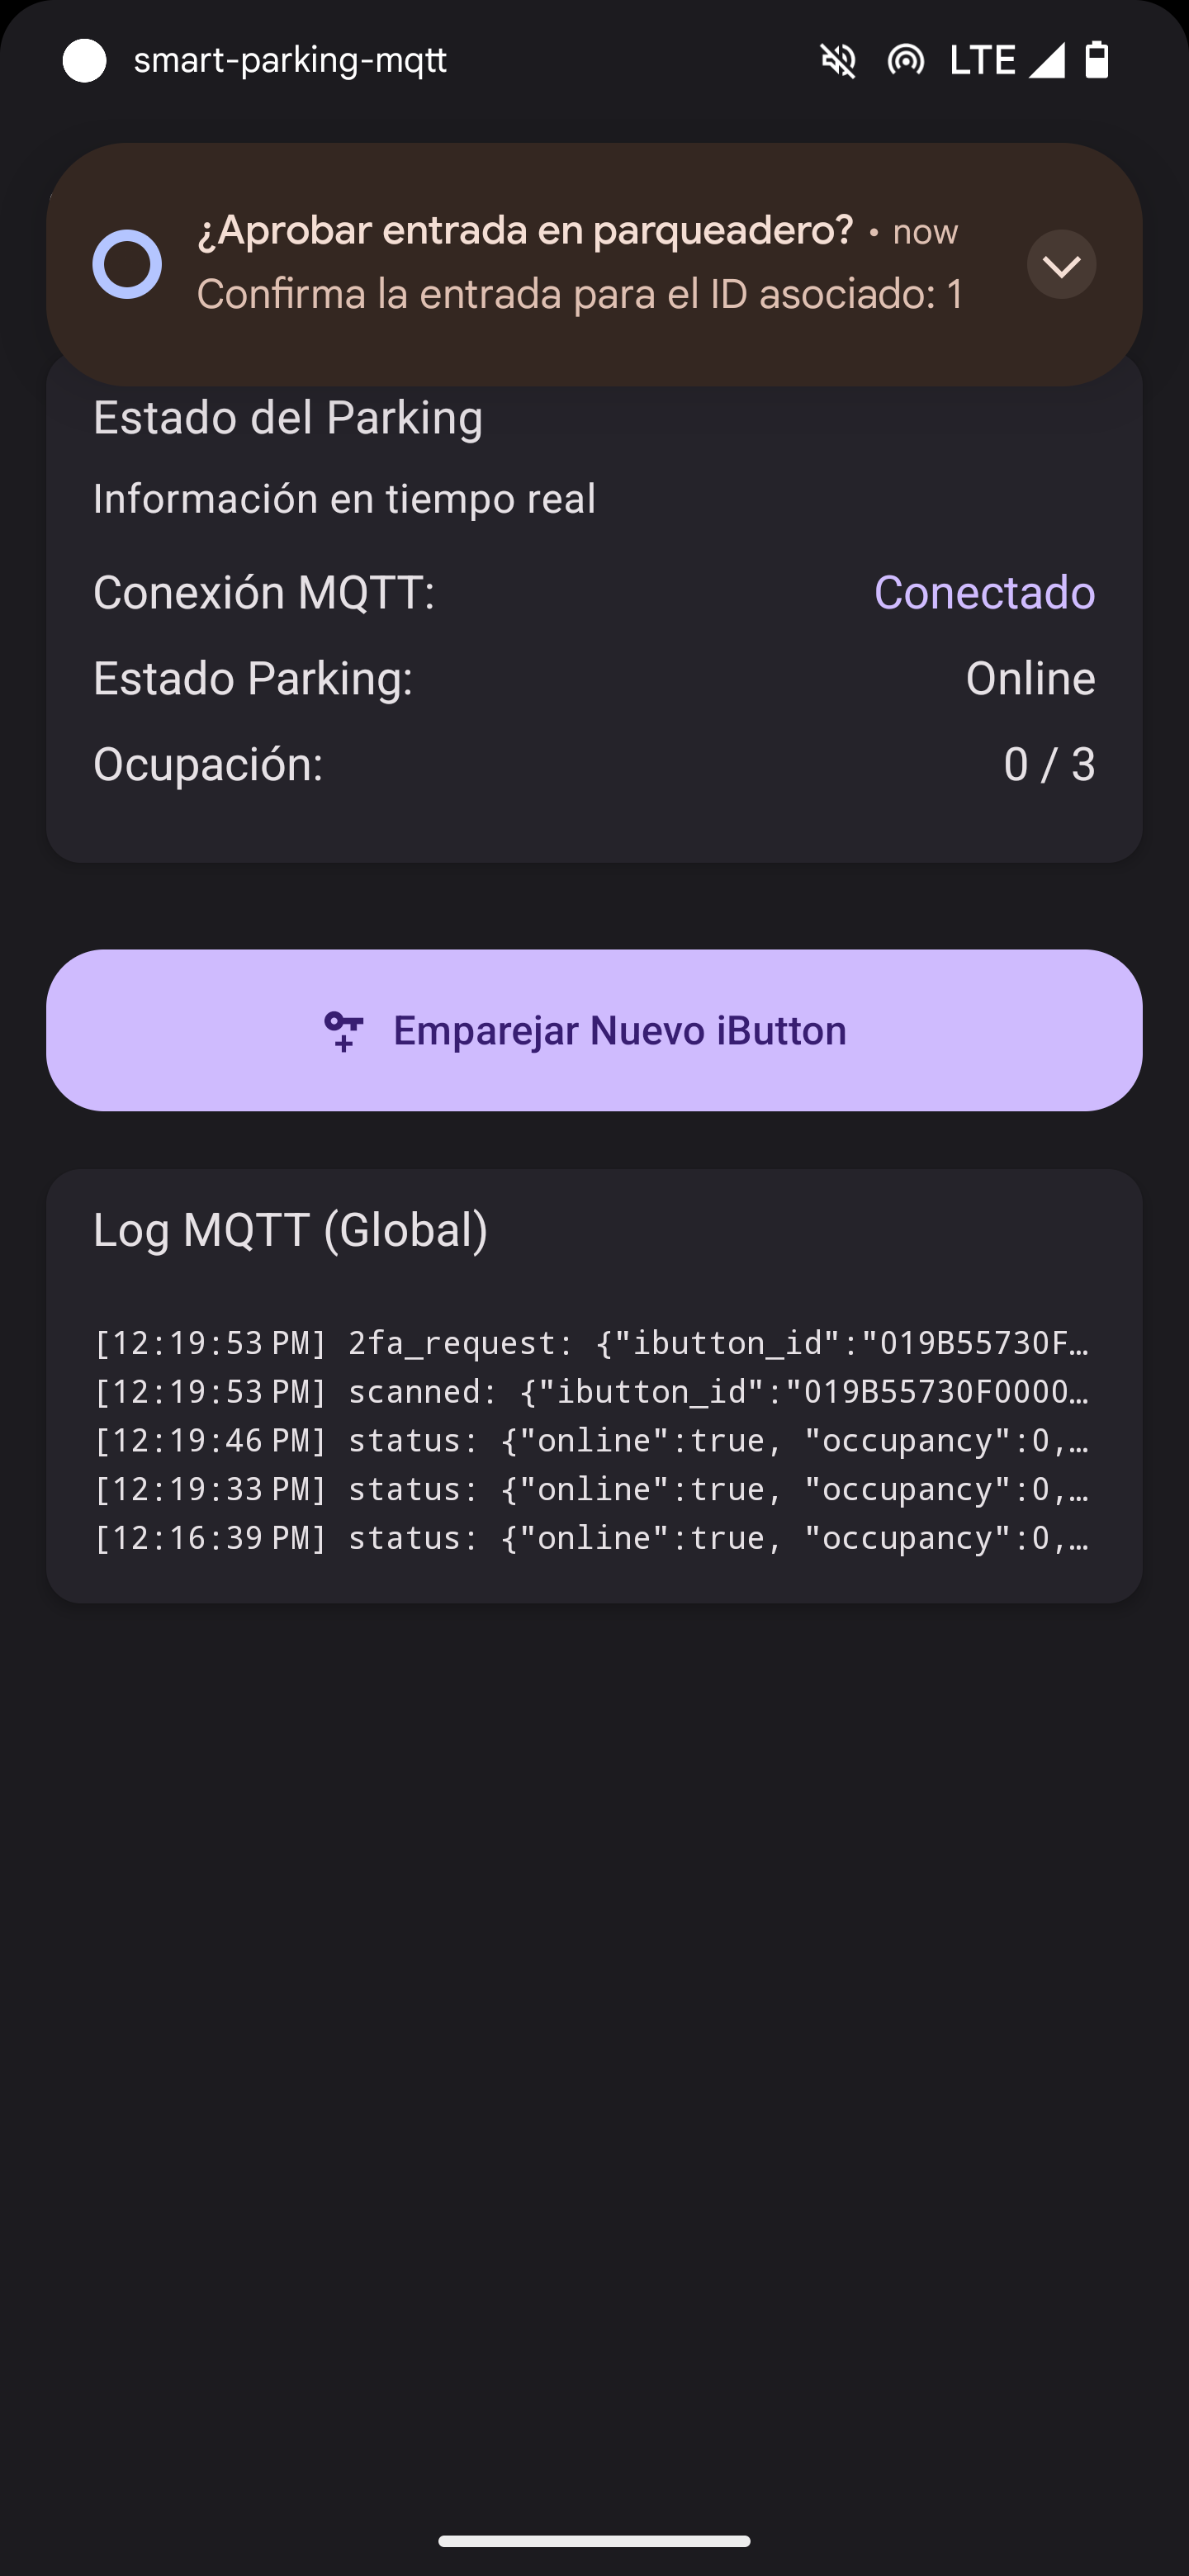 smart-parking-mqtt LTE
¿Aprobar entrada en parqueadero? • now
Confirma la entrada para el ID asociado: 1
Estado del Parking
Información en tiempo real
Conexión MQTT: Conectado
Estado Parking: Online
Ocupación: 0 / 3
Emparejar Nuevo iButton
Log MQTT (Global)
[12:19:53 PM] 2fa_request: {"ibutton_id":"019B55730F…
[12:19:53 PM] scanned: {"ibutton_id":"019B55730F0000…
[12:19:46 PM] status: {"online":true, "occupancy":0,…
[12:19:33 PM] status: {"online":true, "occupancy":0,…
[12:16:39 PM] status: {"online":true, "occupancy":0,…